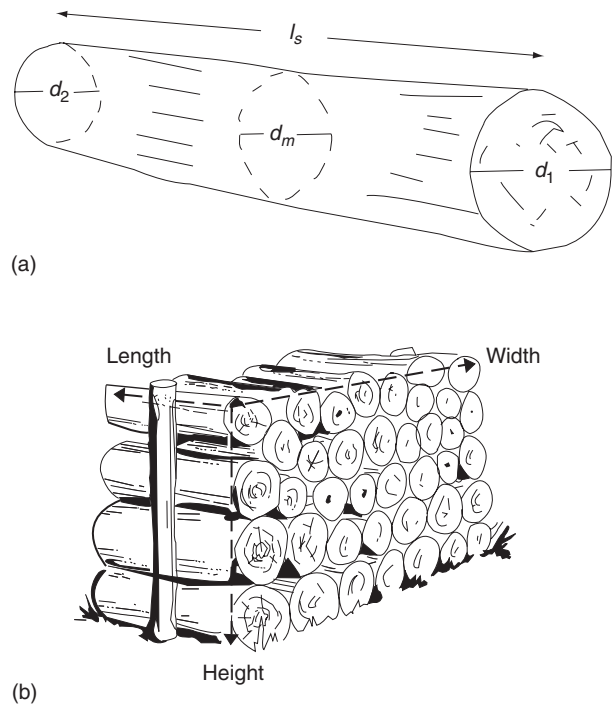 l_s
d_2
d_m
d_1
(a)
Length
Width
Height
(b)